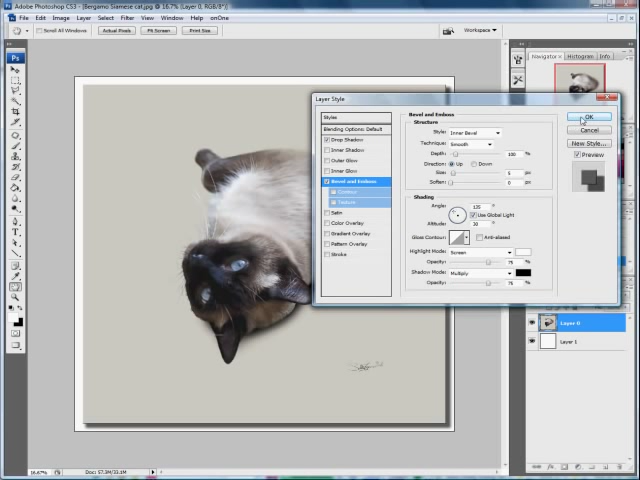 Adobe Photoshop CS3 - [Bergamo Siamese cat.jpg @ 16.7% (Layer 0, RGB/8*)]
File Edit Image Layer Select Filter View Window Help onOne
Scroll All Windows Actual Pixels Fit Screen Print Size Workspace
Ps
Navigator Histogram Info
Layer Style
Styles
Blending Options: Default
Drop Shadow
Inner Shadow
Outer Glow
Inner Glow
Bevel and Emboss
Contour
Texture
Satin
Color Overlay
Gradient Overlay
Pattern Overlay
Stroke
Bevel and Emboss
Structure
Style: Inner Bevel
Technique: Smooth
Depth: 100 %
Direction: Up Down
Size: 5 px
Soften: 0 px
Shading
Angle: 135 °
Use Global Light
Altitude: 30 °
Gloss Contour: Anti-aliased
Highlight Mode: Screen
Opacity: 75 %
Shadow Mode: Multiply
Opacity: 75 %
OK
Cancel
New Style...
Preview
Layer 0
Layer 1
16.67% Doc: 57.3M/33.1M